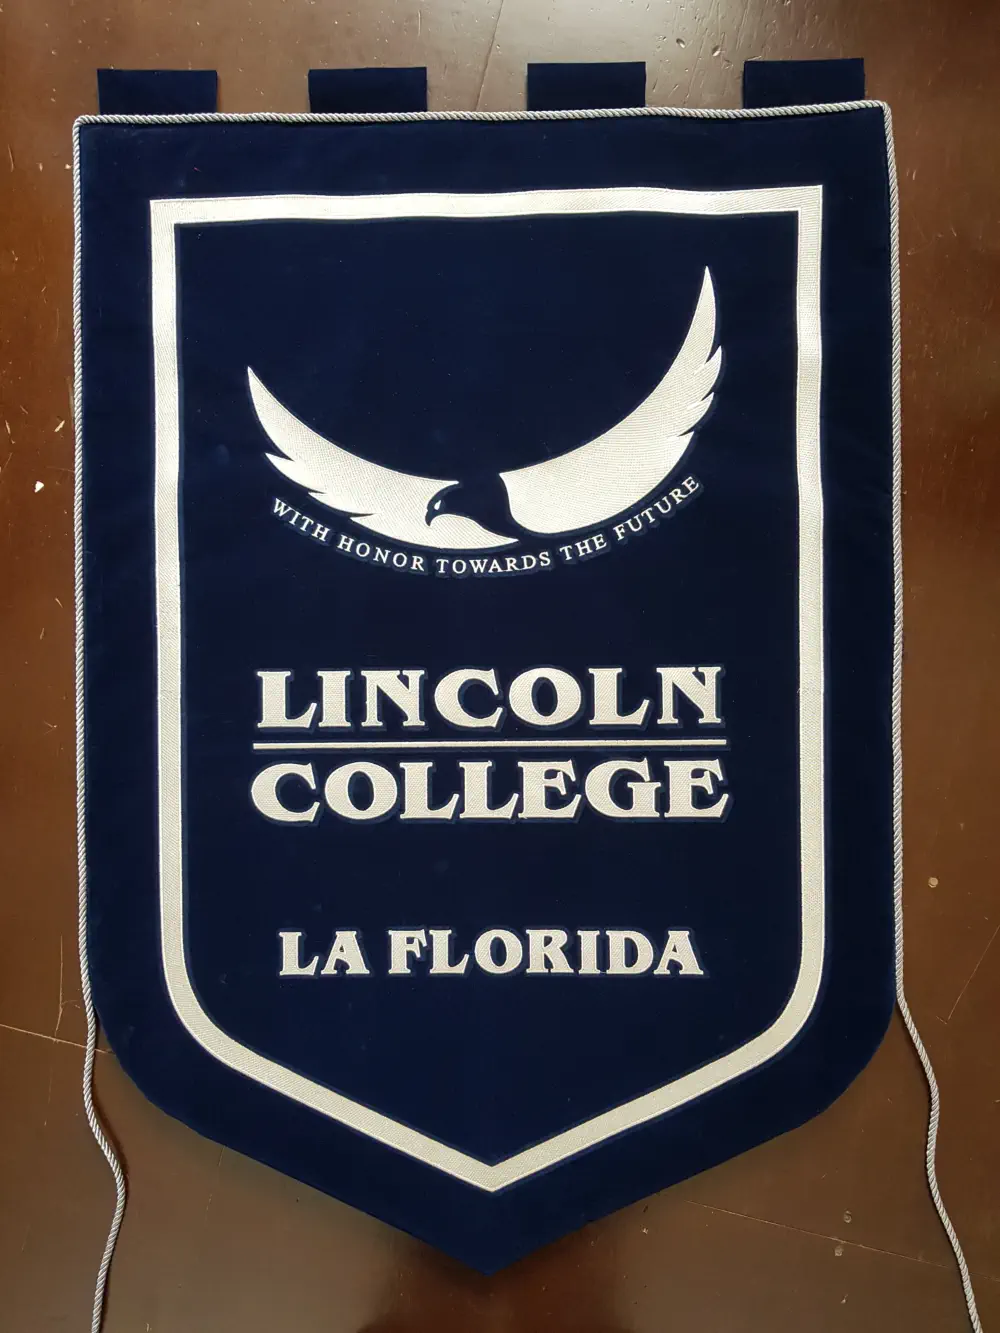 WITH HONOR TOWARDS THE FUTURE
LINCOLN
COLLEGE
LA FLORIDA